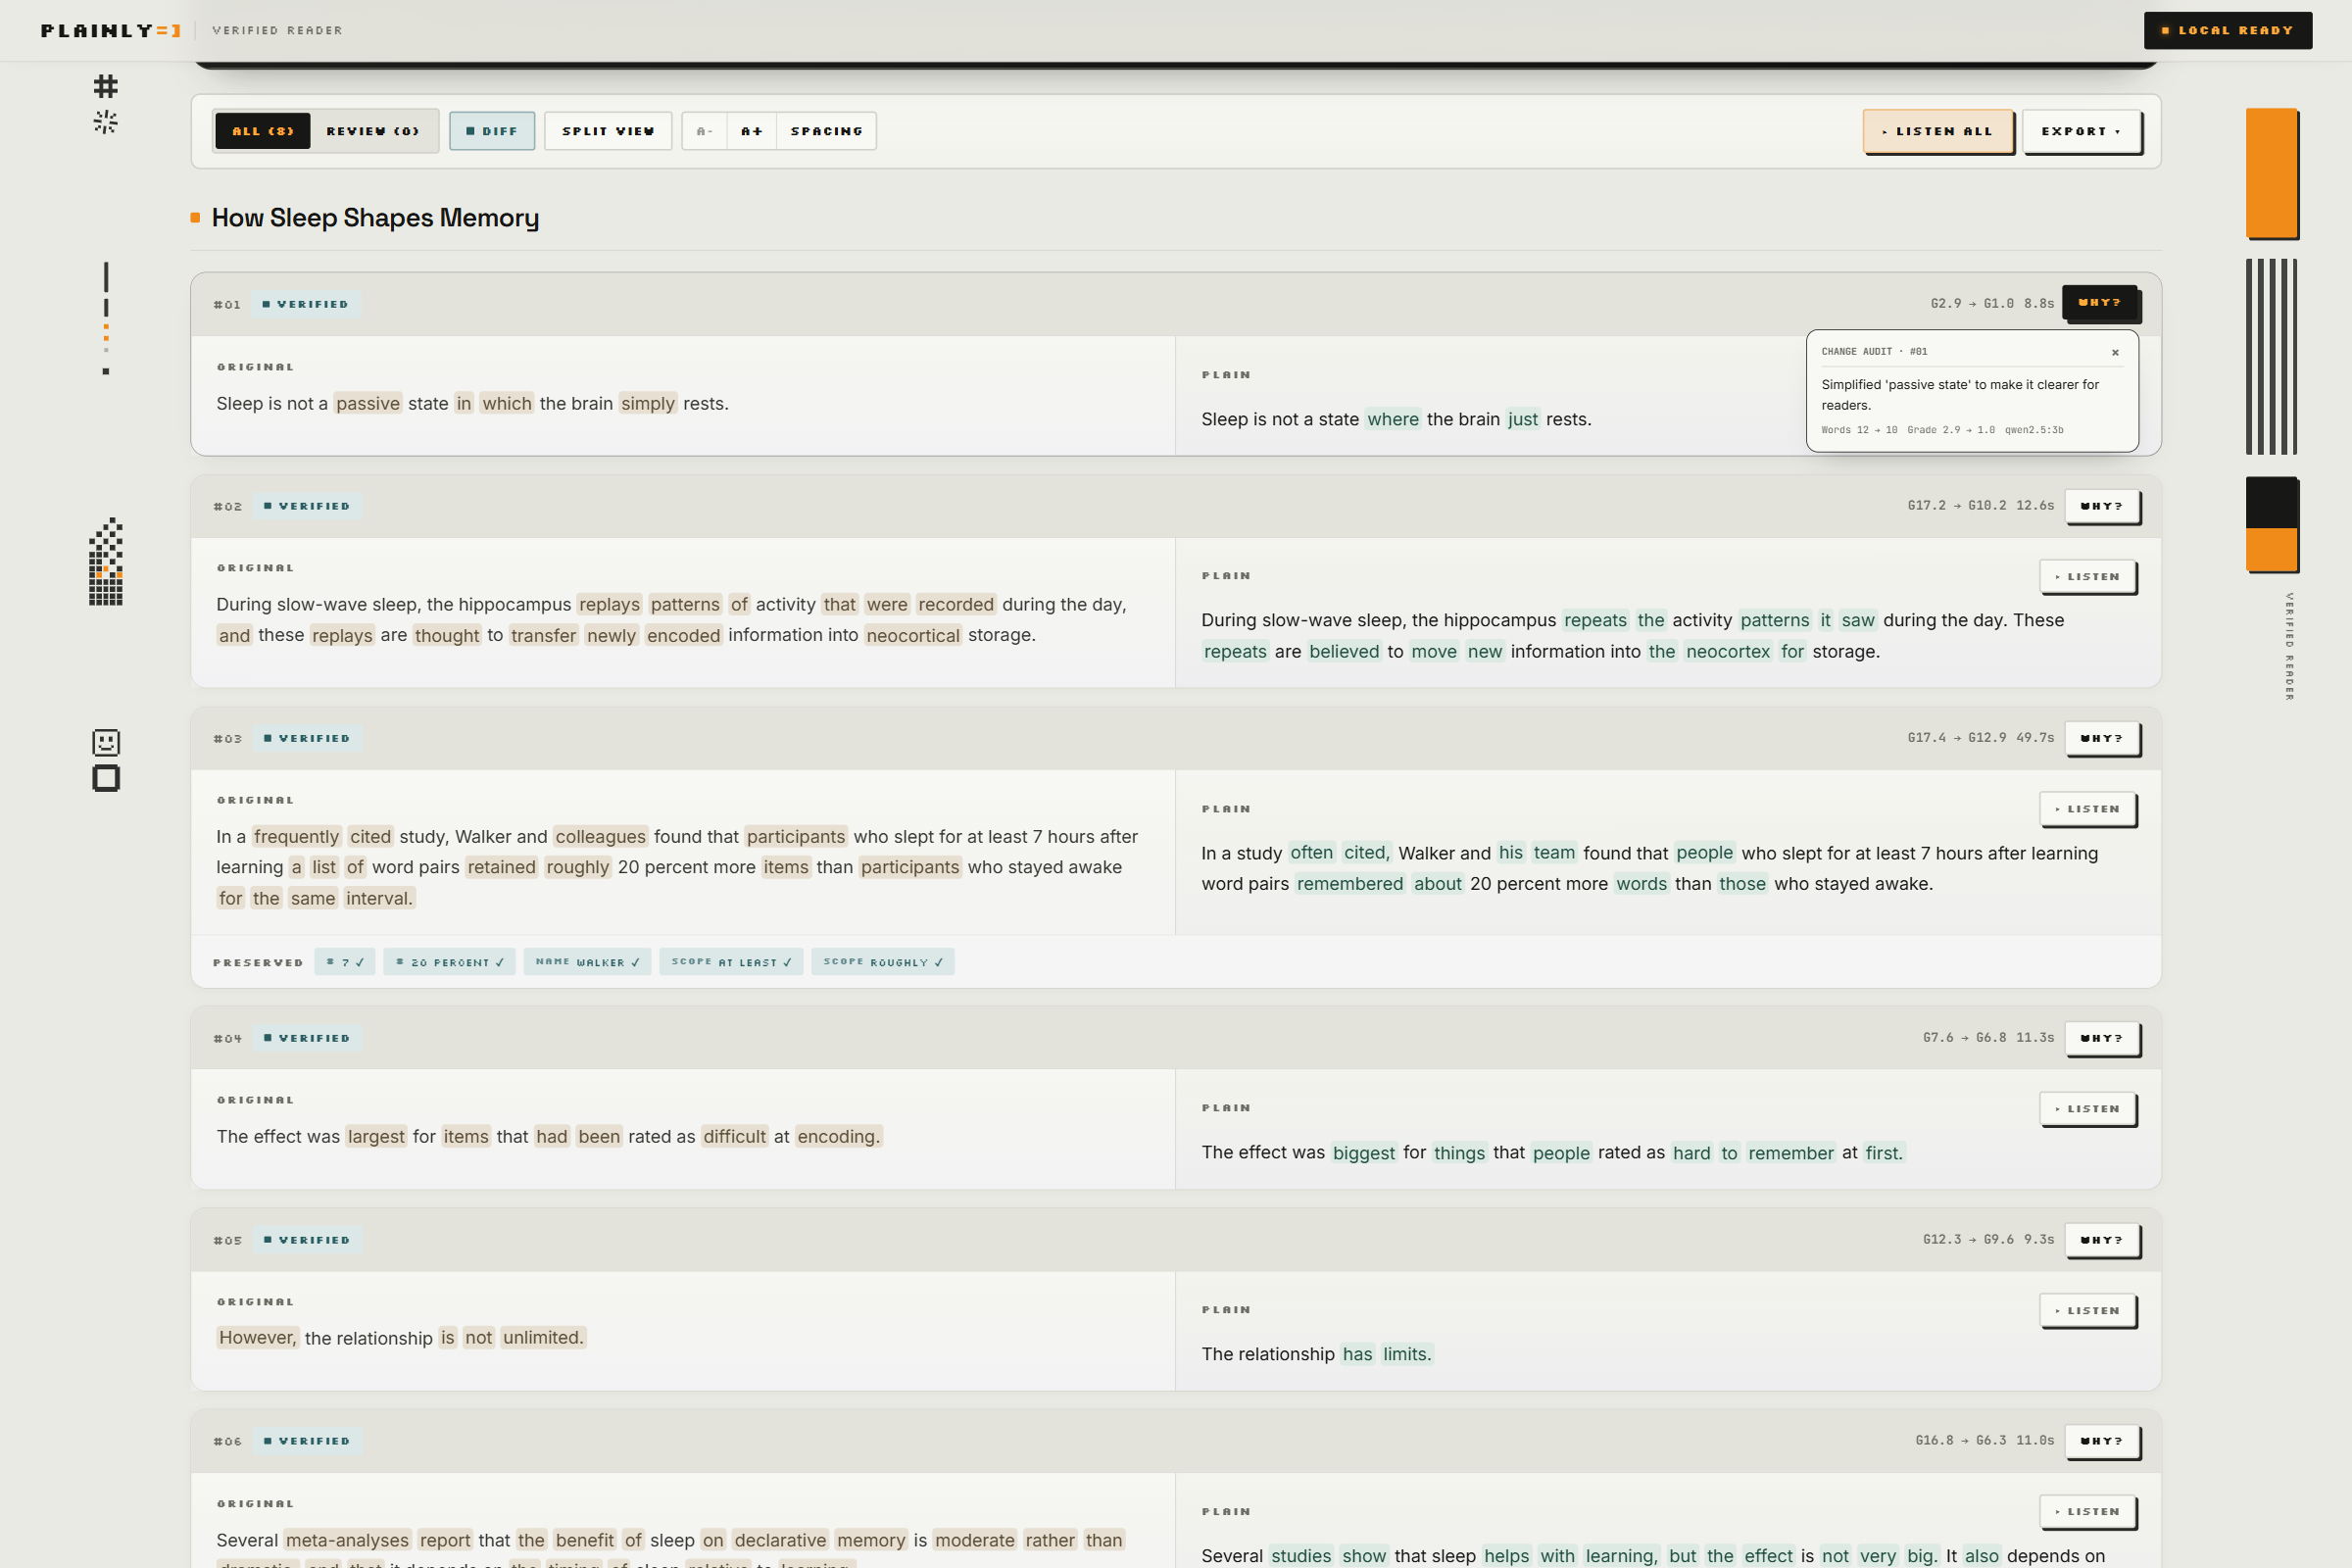 PLAINLY=]
VERIFIED READER
LOCAL READY
ALL (8)
REVIEW (0)
DIFF
SPLIT VIEW
A-
A+
SPACING
▸ LISTEN ALL
EXPORT ▾
How Sleep Shapes Memory
#01
VERIFIED
G2.9 → G1.0 8.8s
WHY?
ORIGINAL
Sleep is not a passive state in which the brain simply rests.
PLAIN
Sleep is not a state where the brain just rests.
CHANGE AUDIT · #01
×
Simplified 'passive state' to make it clearer for
readers.
Words 12 → 10 Grade 2.9 → 1.0 qwen2.5:3b
#02
VERIFIED
G17.2 → G10.2 12.6s
WHY?
ORIGINAL
During slow-wave sleep, the hippocampus replays patterns of activity that were recorded during the day,
and these replays are thought to transfer newly encoded information into neocortical storage.
PLAIN
▸ LISTEN
During slow-wave sleep, the hippocampus repeats the activity patterns it saw during the day. These
repeats are believed to move new information into the neocortex for storage.
VERIFIED READER
#03
VERIFIED
G17.4 → G12.9 49.7s
WHY?
ORIGINAL
In a frequently cited study, Walker and colleagues found that participants who slept for at least 7 hours after
learning a list of word pairs retained roughly 20 percent more items than participants who stayed awake
for the same interval.
PLAIN
▸ LISTEN
In a study often cited, Walker and his team found that people who slept for at least 7 hours after learning
word pairs remembered about 20 percent more words than those who stayed awake.
PRESERVED
# 7 ✓
# 20 PERCENT ✓
NAME WALKER ✓
SCOPE AT LEAST ✓
SCOPE ROUGHLY ✓
#04
VERIFIED
G7.6 → G6.8 11.3s
WHY?
ORIGINAL
The effect was largest for items that had been rated as difficult at encoding.
PLAIN
▸ LISTEN
The effect was biggest for things that people rated as hard to remember at first.
#05
VERIFIED
G12.3 → G9.6 9.3s
WHY?
ORIGINAL
However, the relationship is not unlimited.
PLAIN
▸ LISTEN
The relationship has limits.
#06
VERIFIED
G16.8 → G6.3 11.0s
WHY?
ORIGINAL
Several meta-analyses report that the benefit of sleep on declarative memory is moderate rather than
dramatic, and that it depends on the timing of sleep relative to learning.
PLAIN
▸ LISTEN
Several studies show that sleep helps with learning, but the effect is not very big. It also depends on